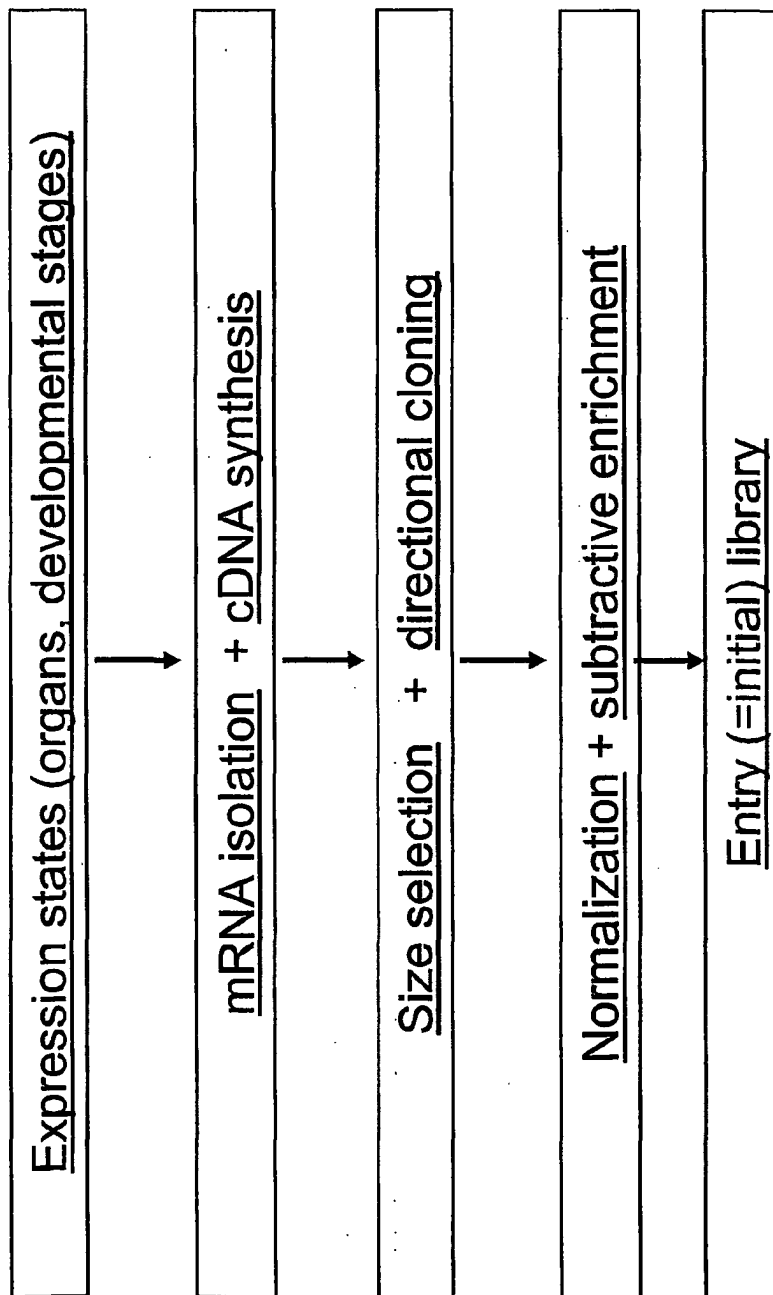 Expression states (organs, developmental stages)
mRNA isolation + cDNA synthesis
Size selection + directional cloning
Normalization + subtractive enrichment
Entry (=initial) library